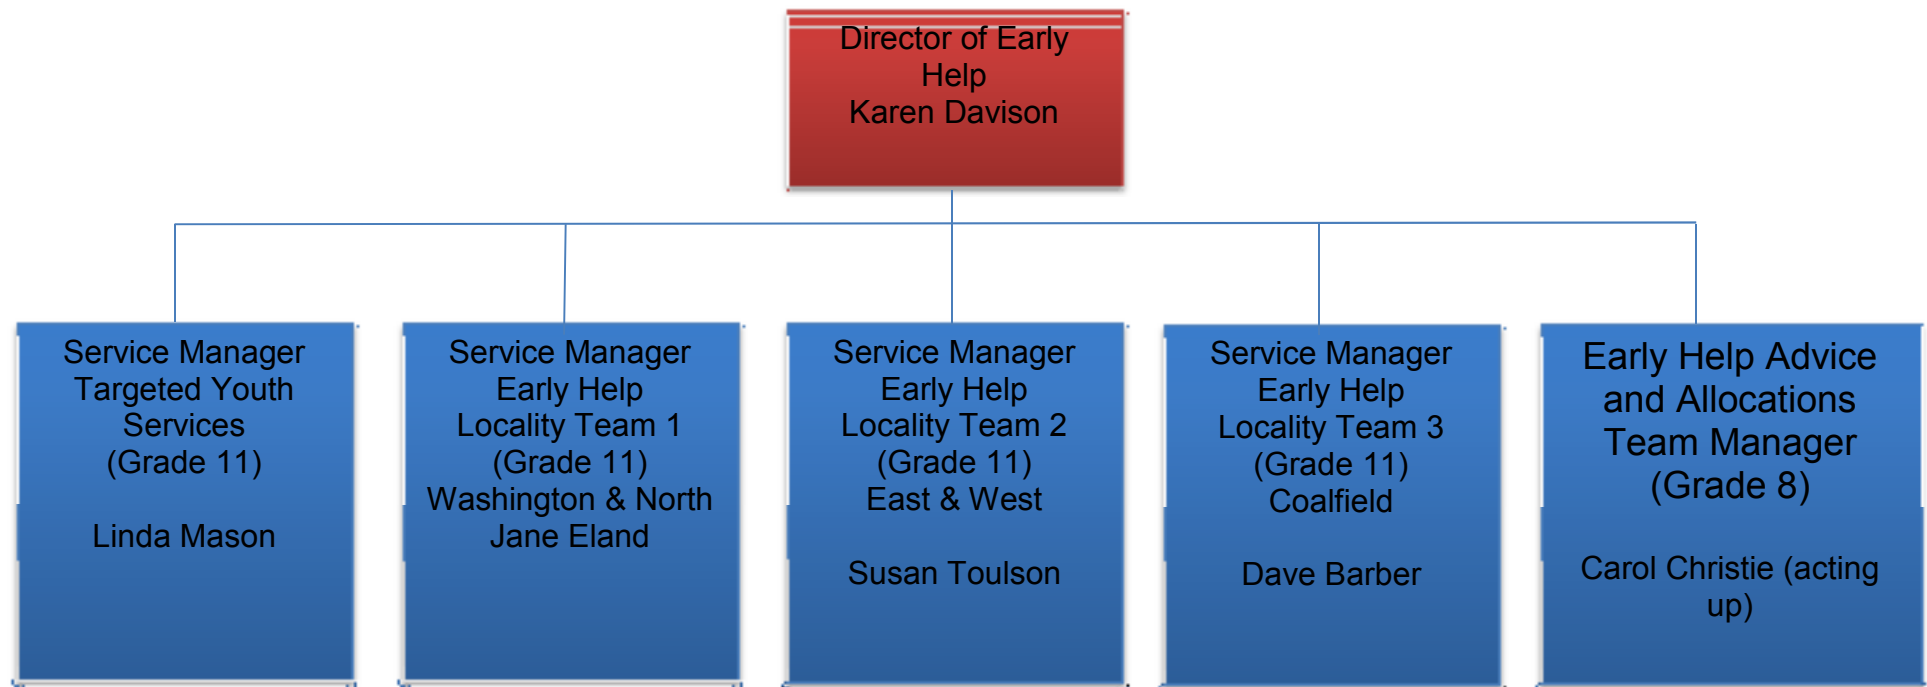 Director of Early
Help
Karen Davison
Service Manager
Targeted Youth
Services
(Grade 11)
Linda Mason
Service Manager
Early Help
Locality Team 1
(Grade 11)
Washington & North
Jane Eland
Service Manager
Early Help
Locality Team 2
(Grade 11)
East & West
Susan Toulson
Service Manager
Early Help
Locality Team 3
(Grade 11)
Coalfield
Dave Barber
Early Help Advice
and Allocations
Team Manager
(Grade 8)
Carol Christie (acting
up)